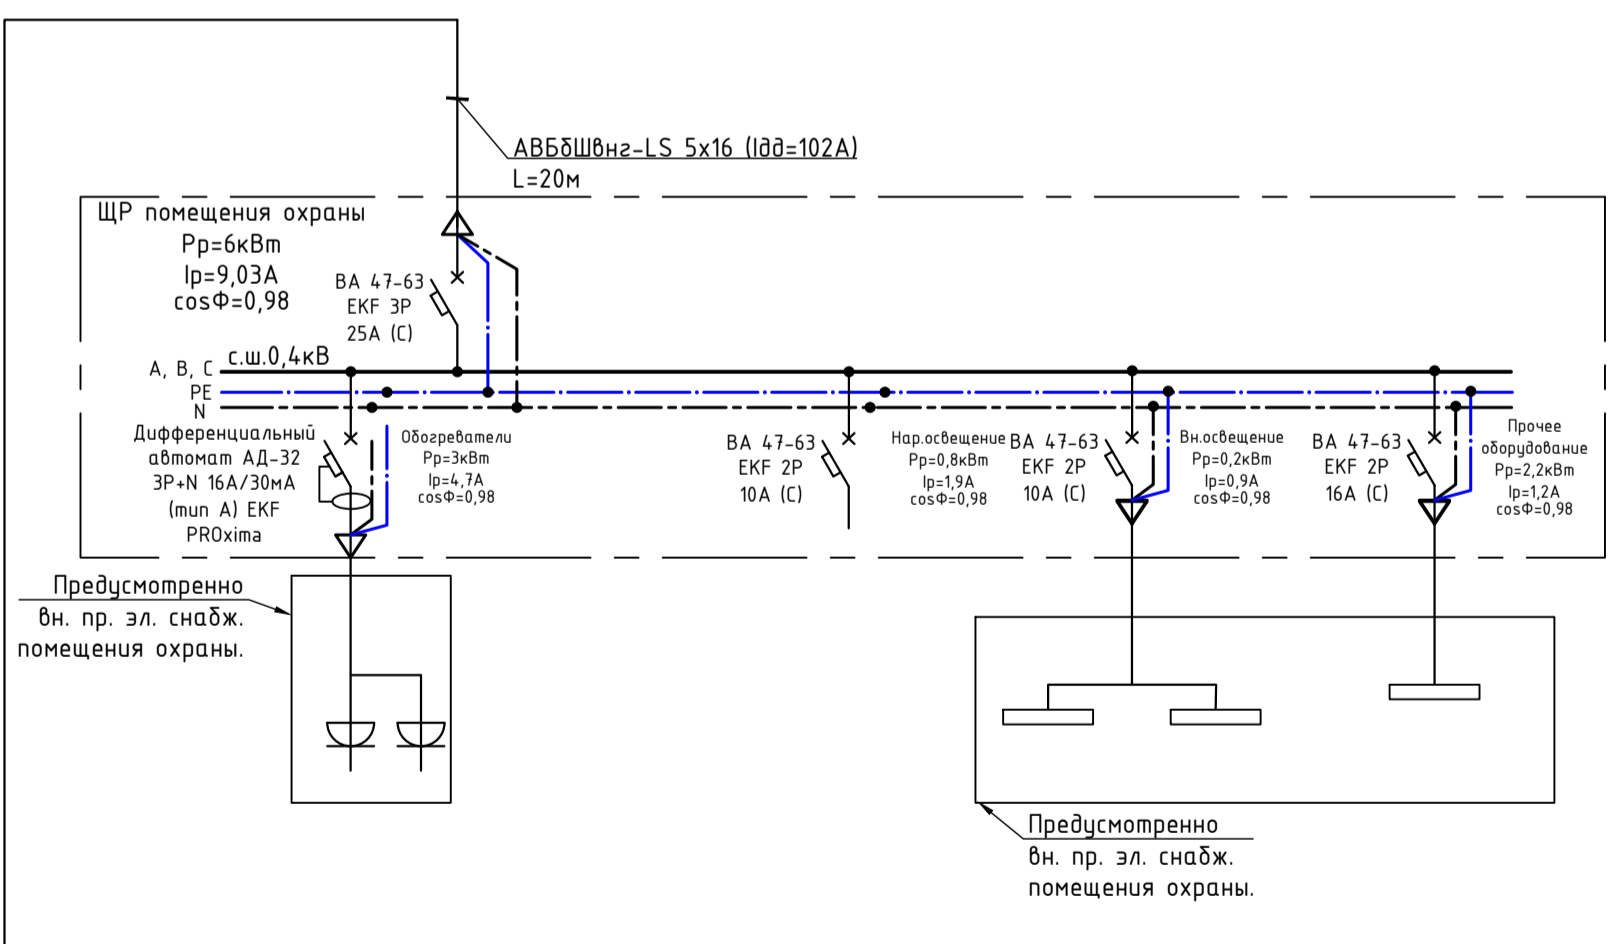 АВБбШвнг-LS 5х16 (Iдд=102А)
L=20м
ЩР помещения охраны
Рр=6кВт
Iр=9,03А
cosФ=0,98
ВА 47-63
EKF 3Р
25А (С)
с.ш.0,4кВ
А, В, С
PE
N
Дифференциальный
автомат АД-32
3P+N 16А/30мА
(тип А) EKF
PROxima
Обогреватели
Рр=3кВт
Iр=4,7А
cosФ=0,98
ВА 47-63
EKF 2Р
10А (С)
Нар.освещение
Рр=0,8кВт
Iр=1,9А
cosФ=0,98
ВА 47-63
EKF 2Р
10А (С)
Вн.освещение
Рр=0,2кВт
Iр=0,9А
cosФ=0,98
ВА 47-63
EKF 2Р
16А (С)
Прочее
оборудование
Рр=2,2кВт
Iр=1,2А
cosФ=0,98
Предусмотренно
вн. пр. эл. снабж.
помещения охраны.
Предусмотренно
вн. пр. эл. снабж.
помещения охраны.